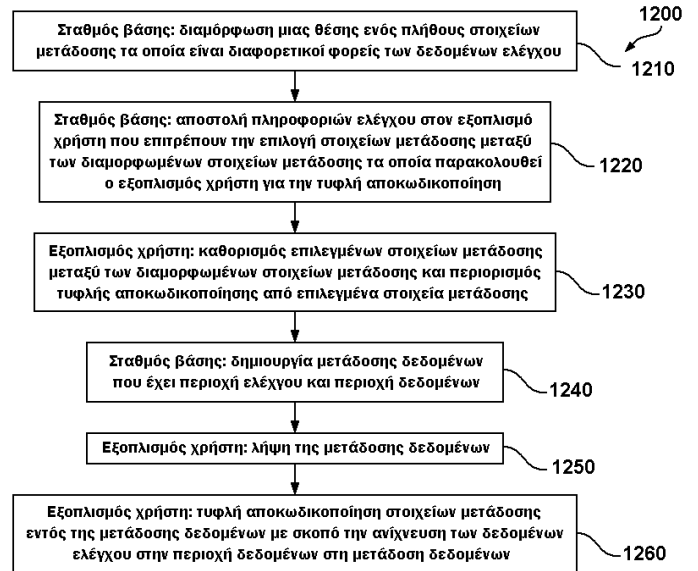 1200
Σταθμός βάσης: διαμόρφωση μιας θέσης ενός πλήθους στοιχείων
μετάδοσης τα οποία είναι διαφορετικοί φορείς των δεδομένων ελέγχου
1210
Σταθμός βάσης: αποστολή πληροφοριών ελέγχου στον εξοπλισμό
χρήστη που επιτρέπουν την επιλογή στοιχείων μετάδοσης μεταξύ
των διαμορφωμένων στοιχείων μετάδοσης τα οποία παρακολουθεί
ο εξοπλισμός χρήστη για την τυφλή αποκωδικοποίηση
1220
Εξοπλισμός χρήστη: καθορισμός επιλεγμένων στοιχείων μετάδοσης
μεταξύ των διαμορφωμένων στοιχείων μετάδοσης και περιορισμός
τυφλής αποκωδικοποίησης από επιλεγμένα στοιχεία μετάδοσης
1230
Σταθμός βάσης: δημιουργία μετάδοσης δεδομένων
που έχει περιοχή ελέχγου και περιοχή δεδομένων
1240
Εξοπλισμός χρήστη: λήψη της μετάδοσης δεδομένων
1250
Εξοπλισμός χρήστη: τυφλή αποκωδικοποίηση στοιχείων μετάδοσης
εντός της μετάδοσης δεδομένων με σκοπό την ανίχνευση των δεδομένων
ελέγχου στην περιοχή δεδομένων στη μετάδοση δεδομένων
1260